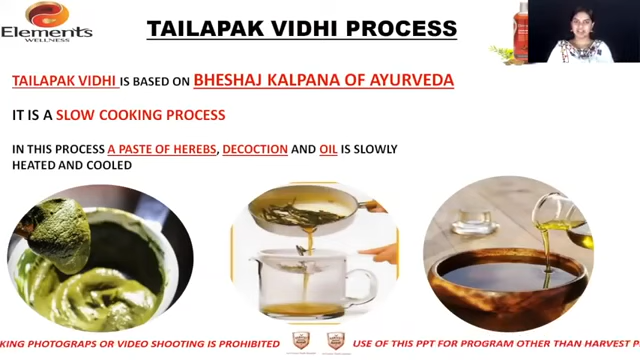 Elements
WELLNESS
TAILAPAK VIDHI PROCESS
TAILAPAK VIDHI IS BASED ON BHESHAJ KALPANA OF AYURVEDA
IT IS A SLOW COOKING PROCESS
IN THIS PROCESS A PASTE OF HEREBS, DECOCTION AND OIL IS SLOWLY
HEATED AND COOLED
KING PHOTOGRAPS OR VIDEO SHOOTING IS PROHIBITED
USE OF THIS PPT FOR PROGRAM OTHER THAN HARVEST P